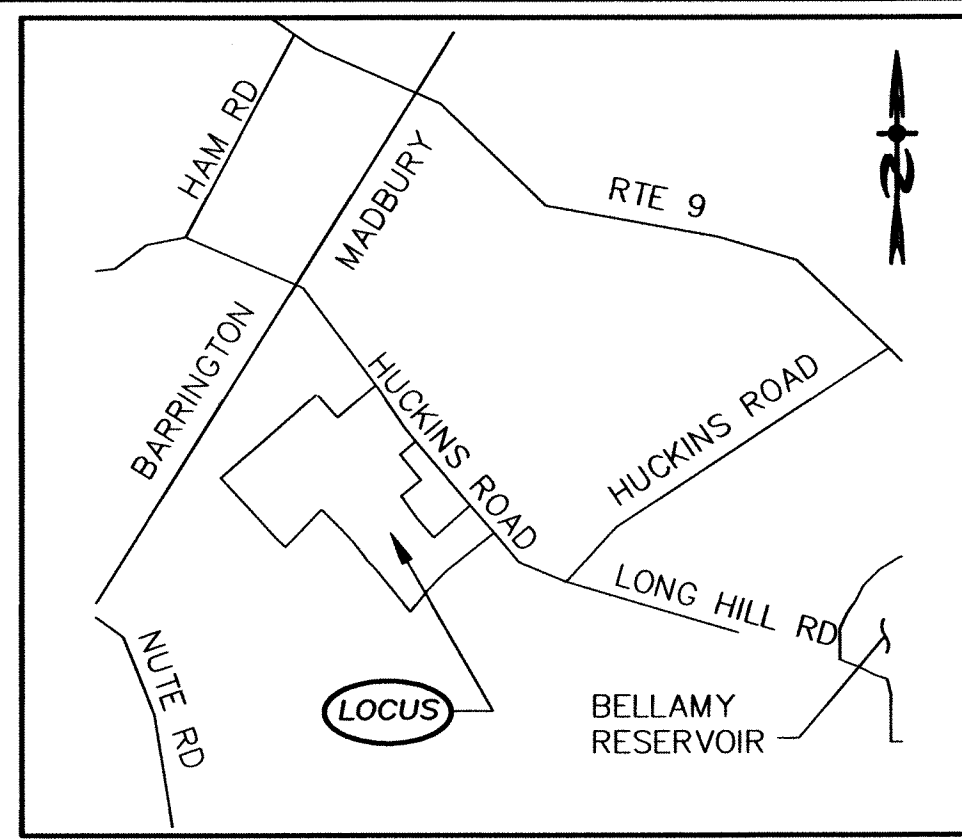 HAM RD
MADBURY
RTE 9
N
BARRINGTON
HUCKINS ROAD
HUCKINS ROAD
LONG HILL RD
NUTE RD
LOCUS
BELLAMY
RESERVOIR